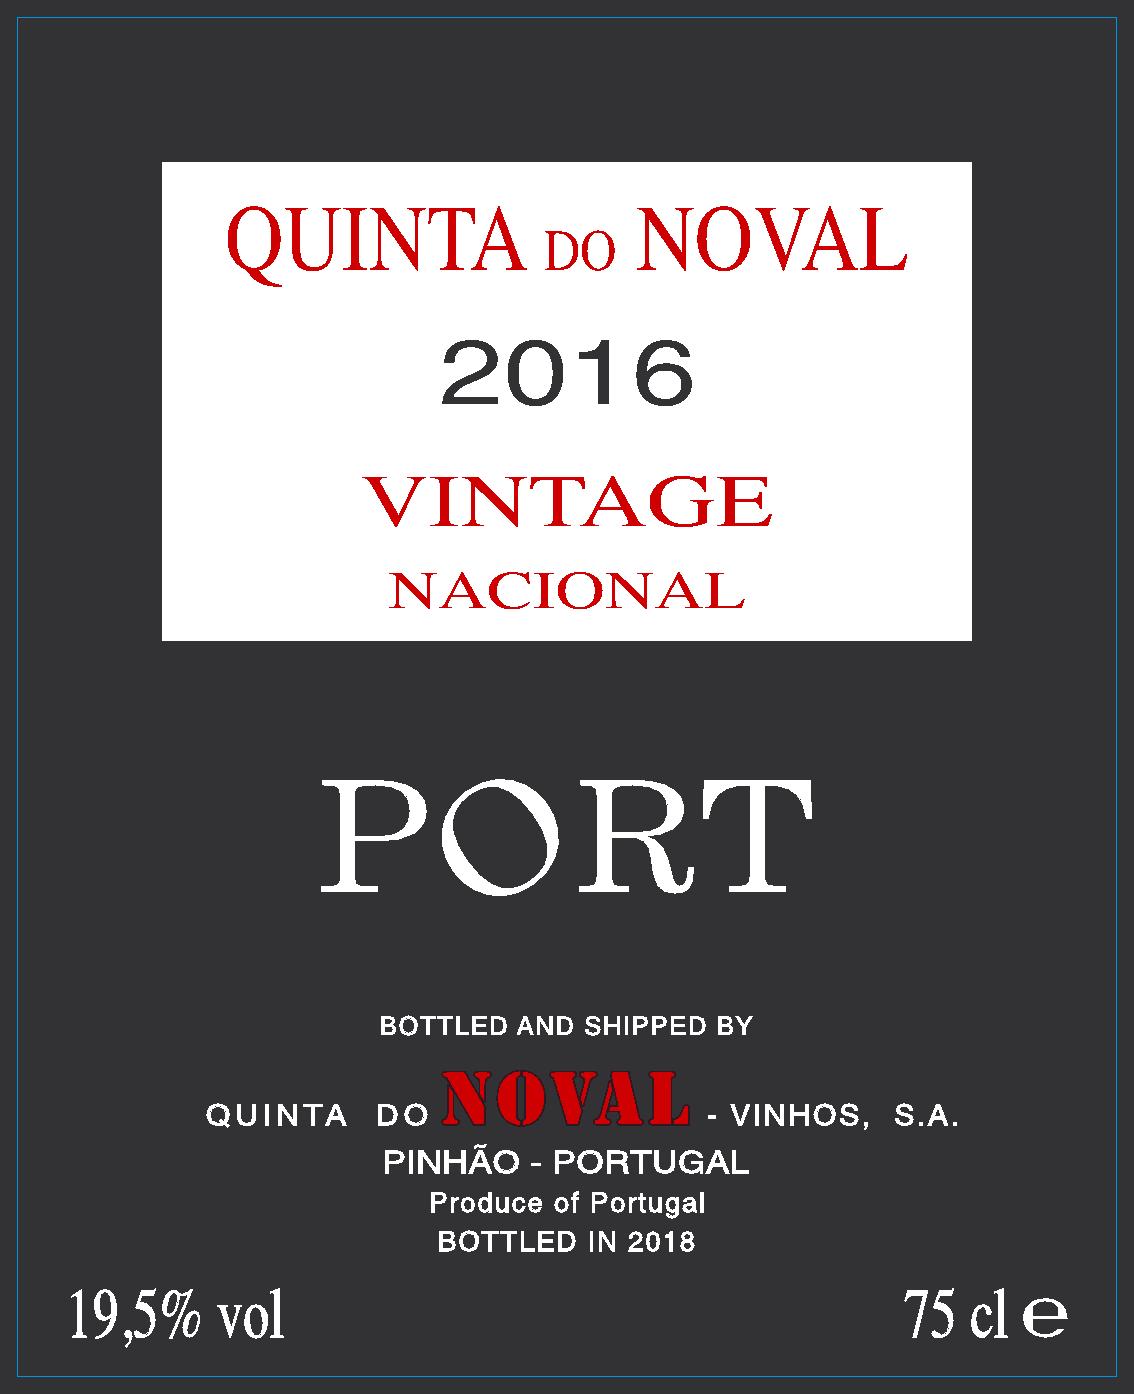 QUINTA DO NOVAL
2016
VINTAGE
NACIONAL
PORT
BOTTLED AND SHIPPED BY
QUINTA DO NOVAL - VINHOS, S.A.
PINHÃO - PORTUGAL
Produce of Portugal
BOTTLED IN 2018
19,5% vol
75 cl ℮